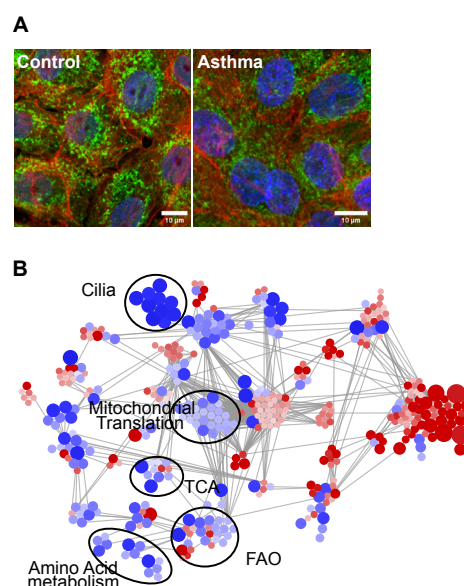 A
Control
Asthma
10 µm
10 µm
B
Cilia
Mitochondrial
Translation
TCA
FAO
Amino Acid
metabolism